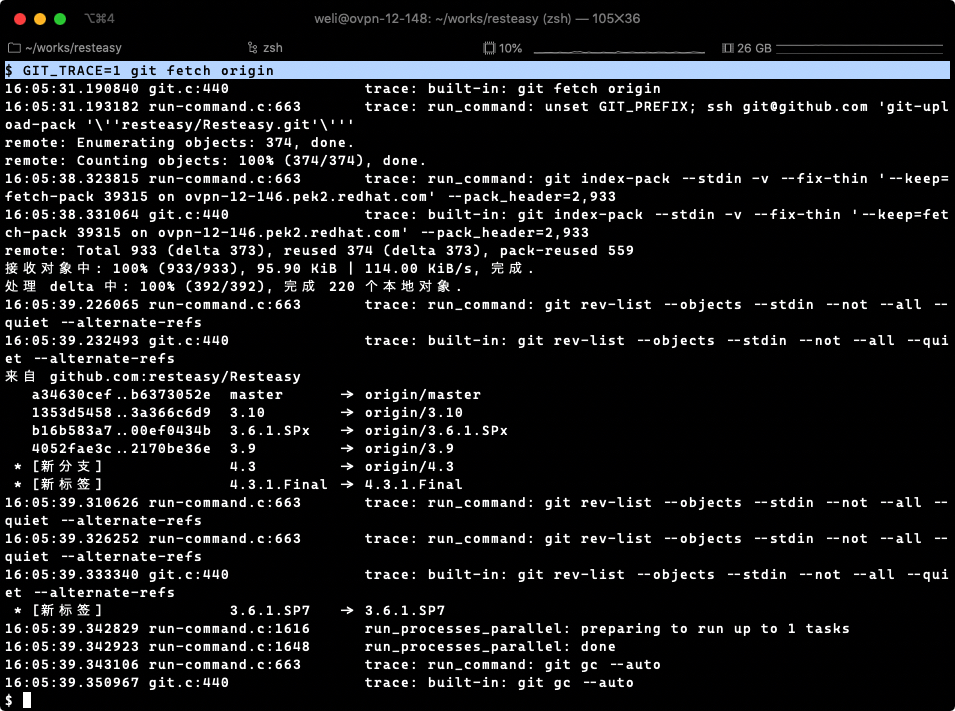 ⌥⌘4 weli@ovpn-12-148: ~/works/resteasy (zsh) — 105×36
~/works/resteasy zsh 10% 26 GB
$ GIT_TRACE=1 git fetch origin
16:05:31.190840 git.c:440               trace: built-in: git fetch origin
16:05:31.193182 run-command.c:663       trace: run_command: unset GIT_PREFIX; ssh git@github.com 'git-upl
oad-pack '\''resteasy/Resteasy.git'\'''
remote: Enumerating objects: 374, done.
remote: Counting objects: 100% (374/374), done.
16:05:38.323815 run-command.c:663       trace: run_command: git index-pack --stdin -v --fix-thin '--keep=
fetch-pack 39315 on ovpn-12-146.pek2.redhat.com' --pack_header=2,933
16:05:38.331064 git.c:440               trace: built-in: git index-pack --stdin -v --fix-thin '--keep=fet
ch-pack 39315 on ovpn-12-146.pek2.redhat.com' --pack_header=2,933
remote: Total 933 (delta 373), reused 374 (delta 373), pack-reused 559
接收对象中: 100% (933/933), 95.90 KiB | 114.00 KiB/s, 完成.
处理 delta 中: 100% (392/392), 完成 220 个本地对象.
16:05:39.226065 run-command.c:663       trace: run_command: git rev-list --objects --stdin --not --all --
quiet --alternate-refs
16:05:39.232493 git.c:440               trace: built-in: git rev-list --objects --stdin --not --all --qui
et --alternate-refs
来自 github.com:resteasy/Resteasy
   a34630cef..b6373052e  master      -> origin/master
   1353d5458..3a366c6d9  3.10        -> origin/3.10
   b16b583a7..00ef0434b  3.6.1.SPx   -> origin/3.6.1.SPx
   4052fae3c..2170be36e  3.9         -> origin/3.9
 * [新分支]              4.3         -> origin/4.3
 * [新标签]              4.3.1.Final -> 4.3.1.Final
16:05:39.310626 run-command.c:663       trace: run_command: git rev-list --objects --stdin --not --all --
quiet --alternate-refs
16:05:39.326252 run-command.c:663       trace: run_command: git rev-list --objects --stdin --not --all --
quiet --alternate-refs
16:05:39.333340 git.c:440               trace: built-in: git rev-list --objects --stdin --not --all --qui
et --alternate-refs
 * [新标签]              3.6.1.SP7   -> 3.6.1.SP7
16:05:39.342829 run-command.c:1616      run_processes_parallel: preparing to run up to 1 tasks
16:05:39.342923 run-command.c:1648      run_processes_parallel: done
16:05:39.343106 run-command.c:663       trace: run_command: git gc --auto
16:05:39.350967 git.c:440               trace: built-in: git gc --auto
$